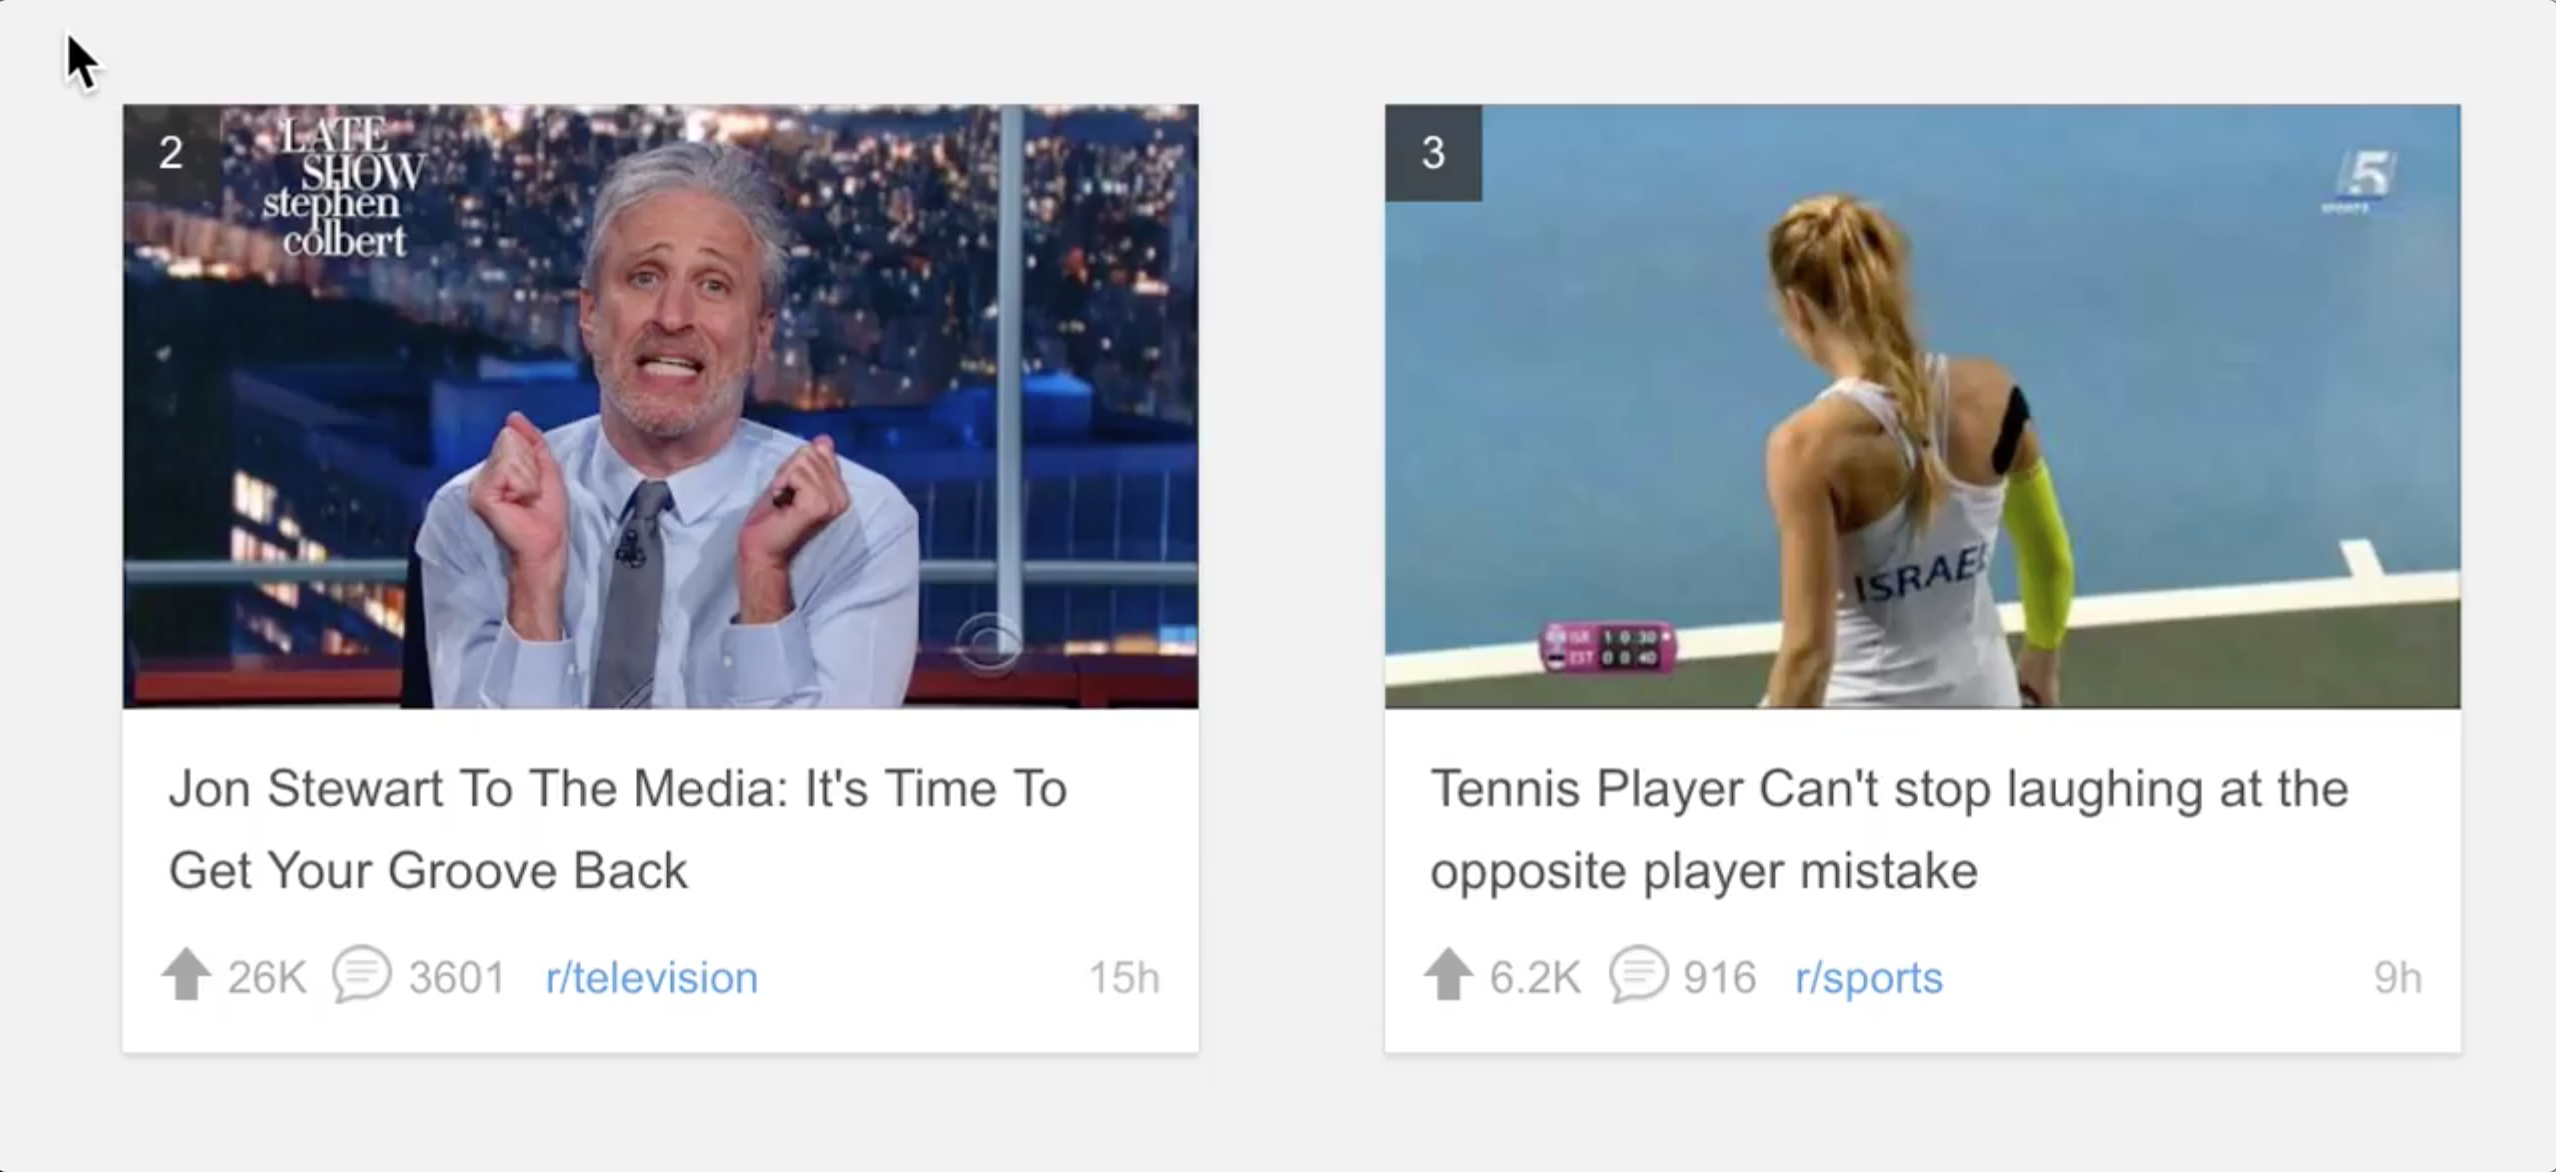 2
LATE
SHOW
stephen
colbert
Jon Stewart To The Media: It's Time To
Get Your Groove Back
26K 3601 r/television 15h
3
5
SPORTS
ISRAEL
ISR 1 0 30
EST 0 0 40
Tennis Player Can't stop laughing at the
opposite player mistake
6.2K 916 r/sports 9h